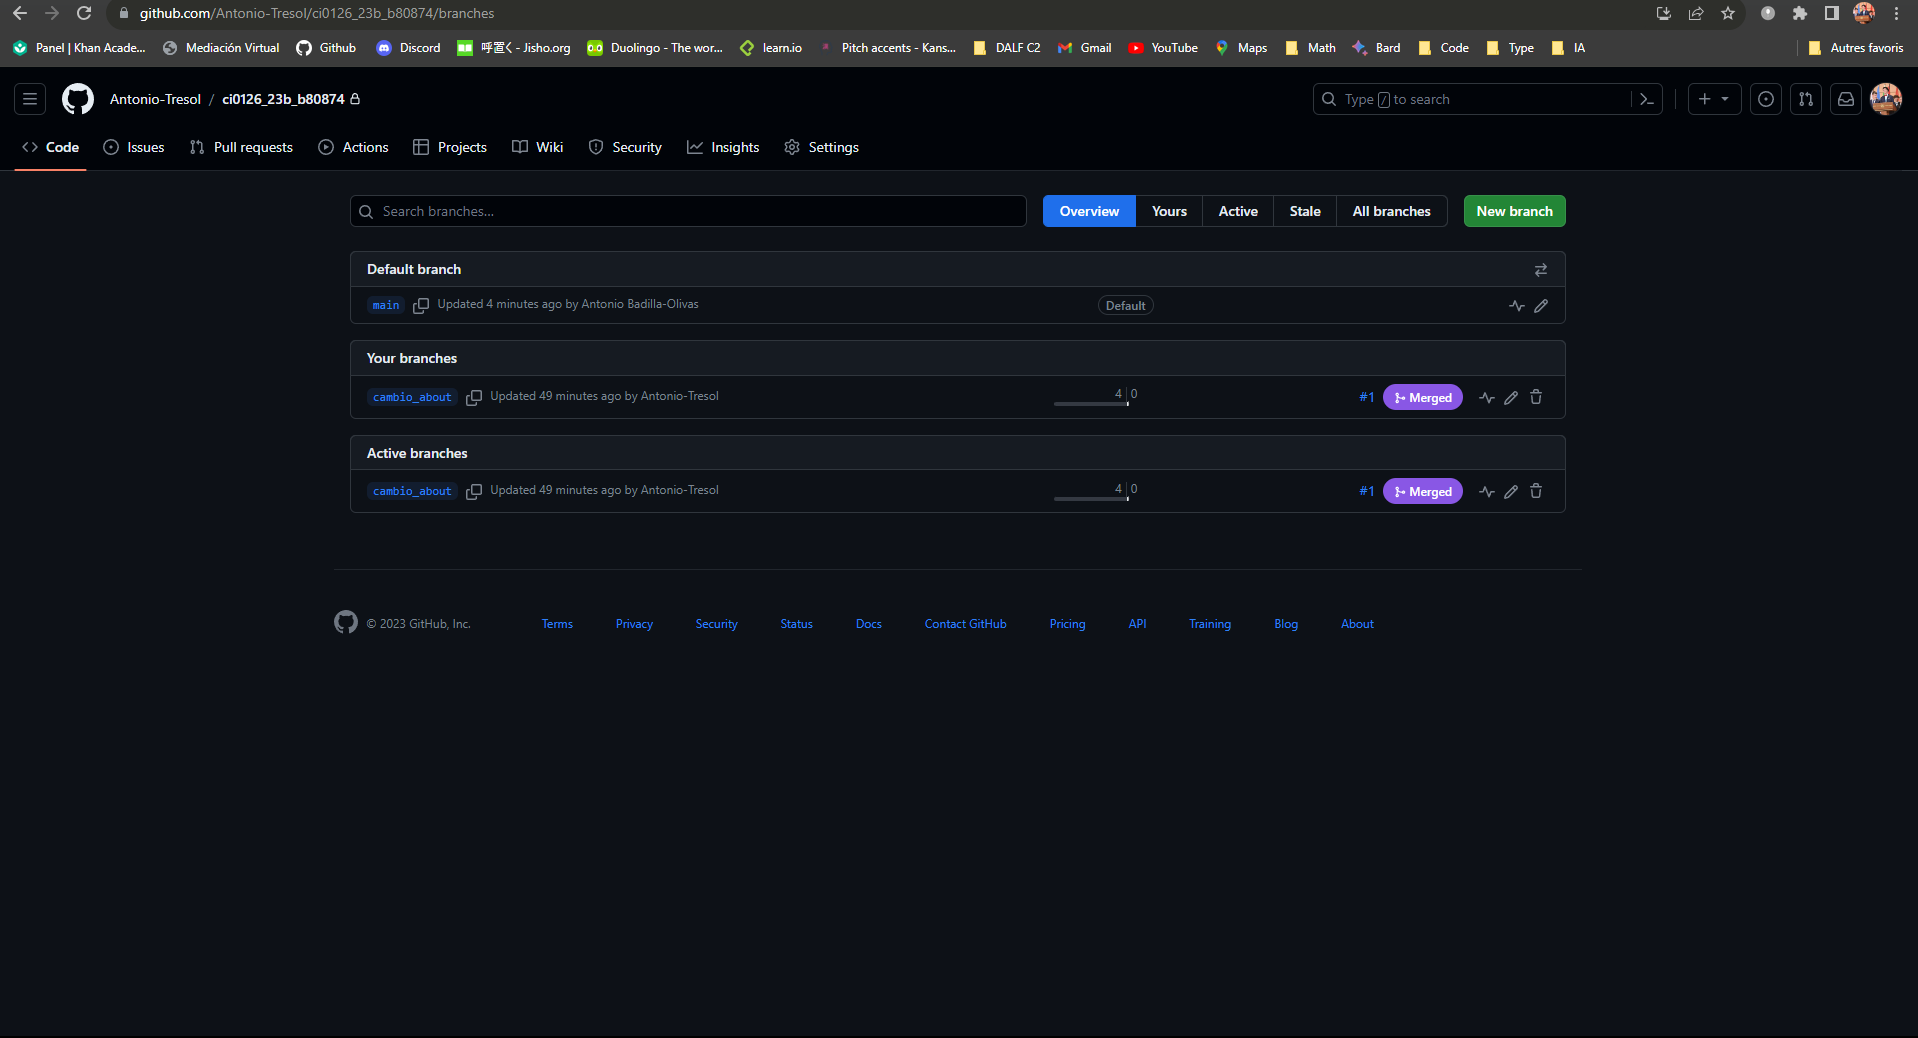 github.com/Antonio-Tresol/ci0126_23b_b80874/branches
Panel | Khan Acade... Mediación Virtual Github Discord 呼置く - Jisho.org Duolingo - The wor... learn.io Pitch accents - Kans... DALF C2 Gmail YouTube Maps Math Bard Code Type IA Autres favoris
Antonio-Tresol / ci0126_23b_b80874 Type / to search
Code Issues Pull requests Actions Projects Wiki Security Insights Settings
Search branches... Overview Yours Active Stale All branches New branch
Default branch
main Updated 4 minutes ago by Antonio Badilla-Olivas Default
Your branches
cambio_about Updated 49 minutes ago by Antonio-Tresol 4 0 #1 Merged
Active branches
cambio_about Updated 49 minutes ago by Antonio-Tresol 4 0 #1 Merged
© 2023 GitHub, Inc. Terms Privacy Security Status Docs Contact GitHub Pricing API Training Blog About